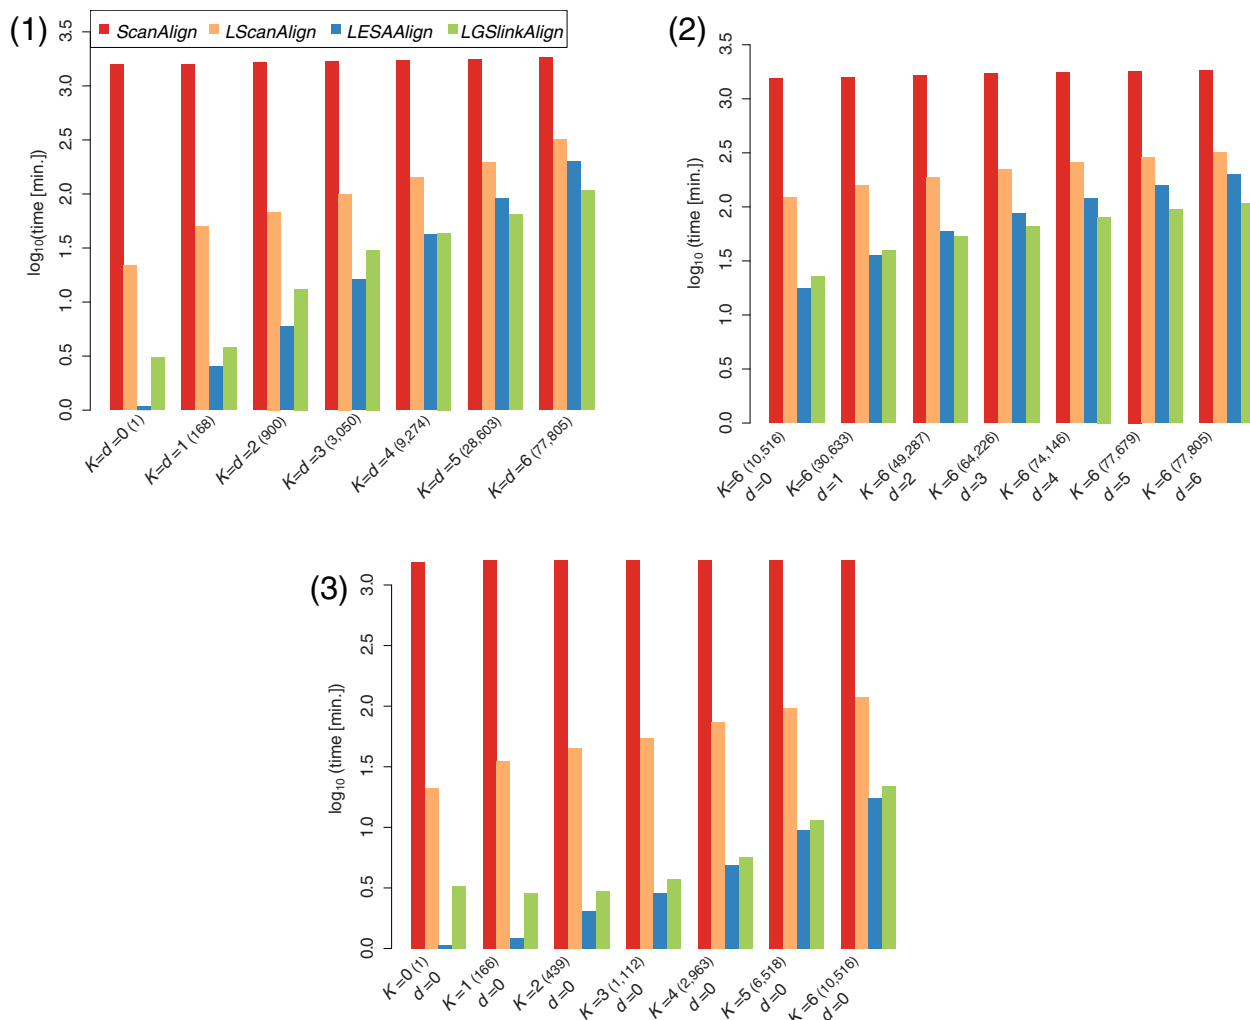 (1)
ScanAlign LScanAlign LESAAlign LGSlinkAlign
log10(time [min.])
3.5
3.0
2.5
2.0
1.5
1.0
0.5
0.0
K=d =0 (1)
K=d =1 (168)
K=d =2 (900)
K=d =3 (3,050)
K=d =4 (9,274)
K=d =5 (28,603)
K=d =6 (77,805)
(2)
log10 (time [min.])
3.5
3.0
2.5
2.0
1.5
1.0
0.5
0.0
K=6 (10,516)
d =0
K=6 (30,633)
d =1
K =6 (49,287)
d =2
K =6 (64,226)
d =3
K =6 (74,146)
d =4
K =6 (77,679)
d =5
K =6 (77,805)
d =6
(3)
log10 (time [min.])
3.0
2.5
2.0
1.5
1.0
0.5
0.0
K =0 (1)
d =0
K =1 (166)
d =0
K =2 (439)
d =0
K =3 (1,112)
d =0
K =4 (2,963)
d =0
K =5 (6,518)
d =0
K =6 (10,516)
d =0